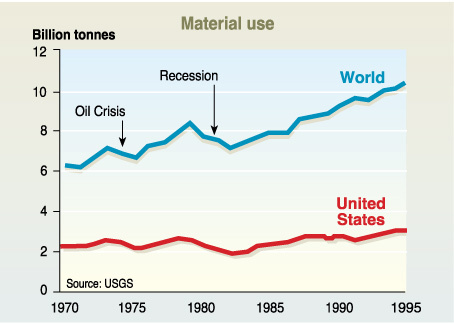 Material use
Billion tonnes
12
10
8
6
4
2
0
Recession
World
Oil Crisis
United
States
Source: USGS
1970 1975 1980 1985 1990 1995